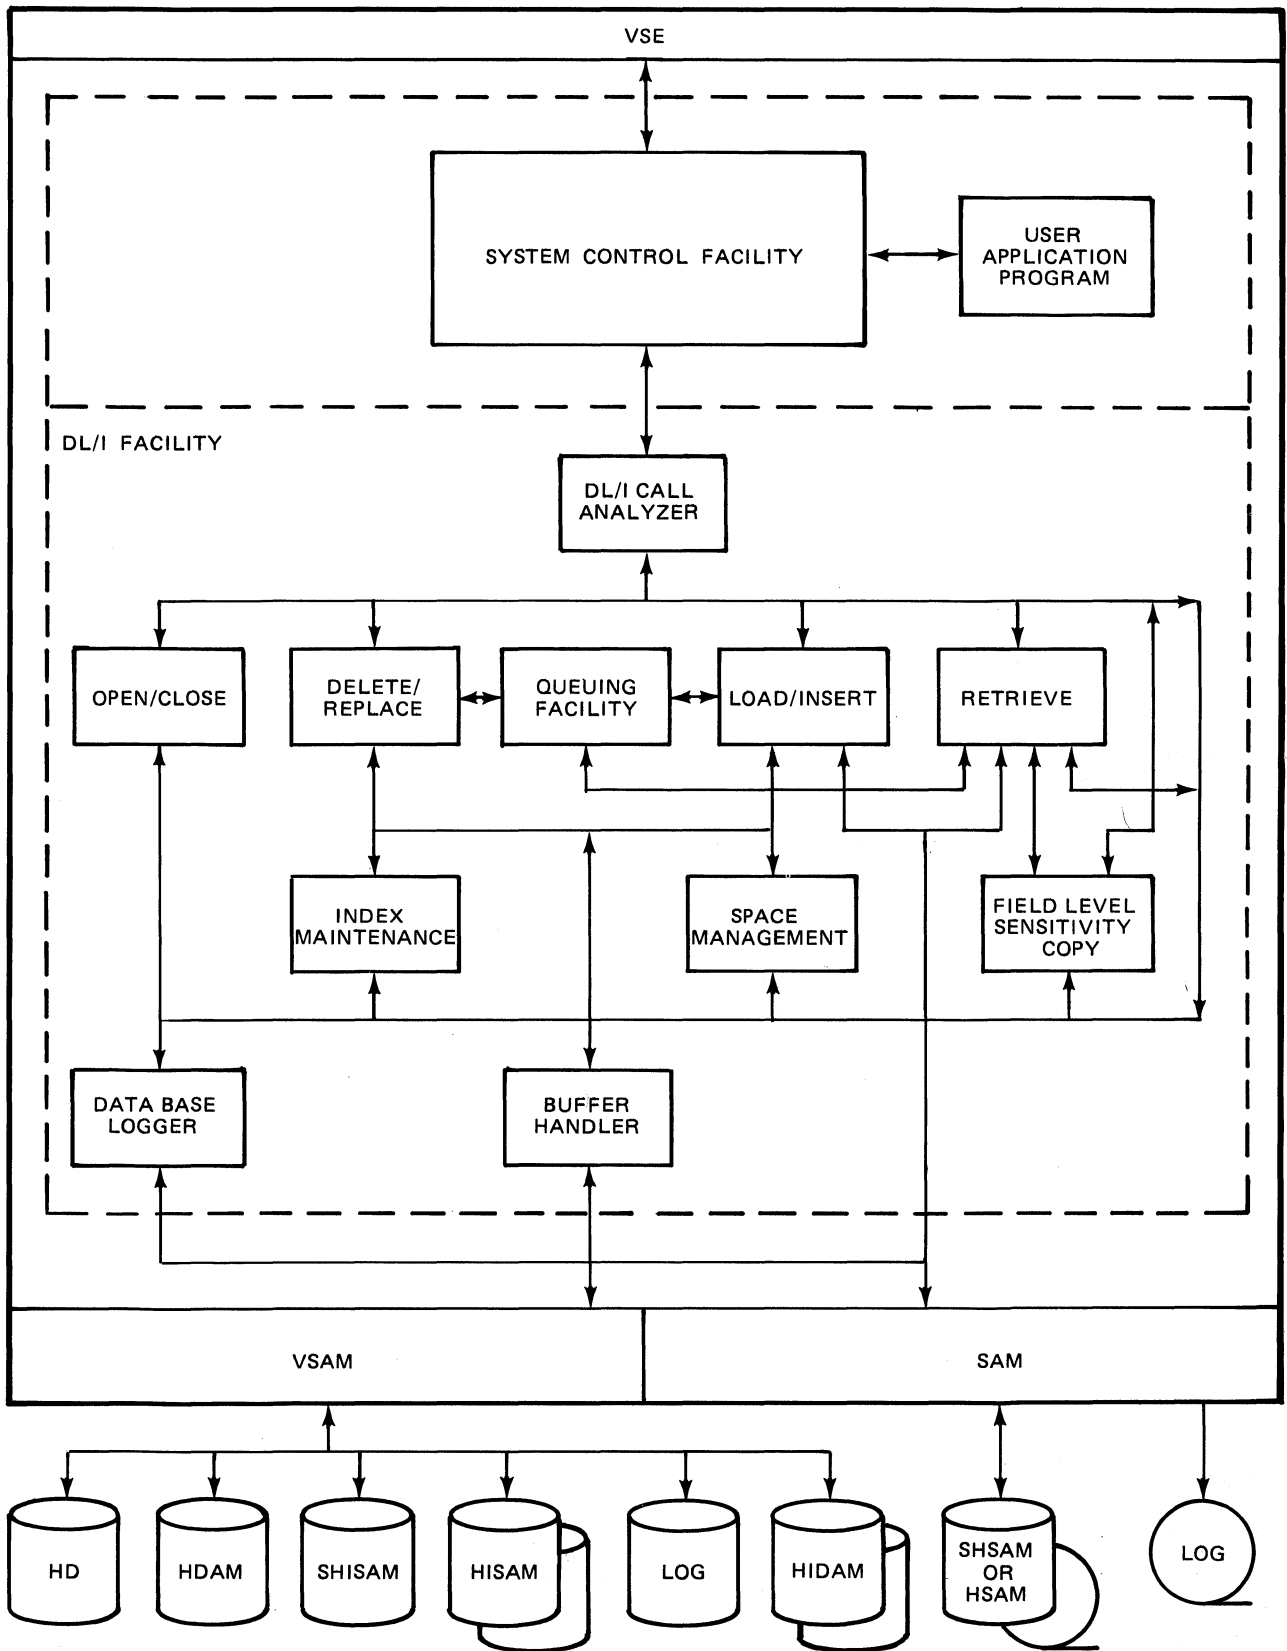 VSE
SYSTEM CONTROL FACILITY
USER
APPLICATION
PROGRAM
DL/I FACILITY
DL/I CALL
ANALYZER
OPEN/CLOSE
DELETE/
REPLACE
QUEUING
FACILITY
LOAD/INSERT
RETRIEVE
INDEX
MAINTENANCE
SPACE
MANAGEMENT
FIELD LEVEL
SENSITIVITY
COPY
DATA BASE
LOGGER
BUFFER
HANDLER
VSAM
SAM
HD
HDAM
SHISAM
HISAM
LOG
HIDAM
SHSAM
OR
HSAM
LOG